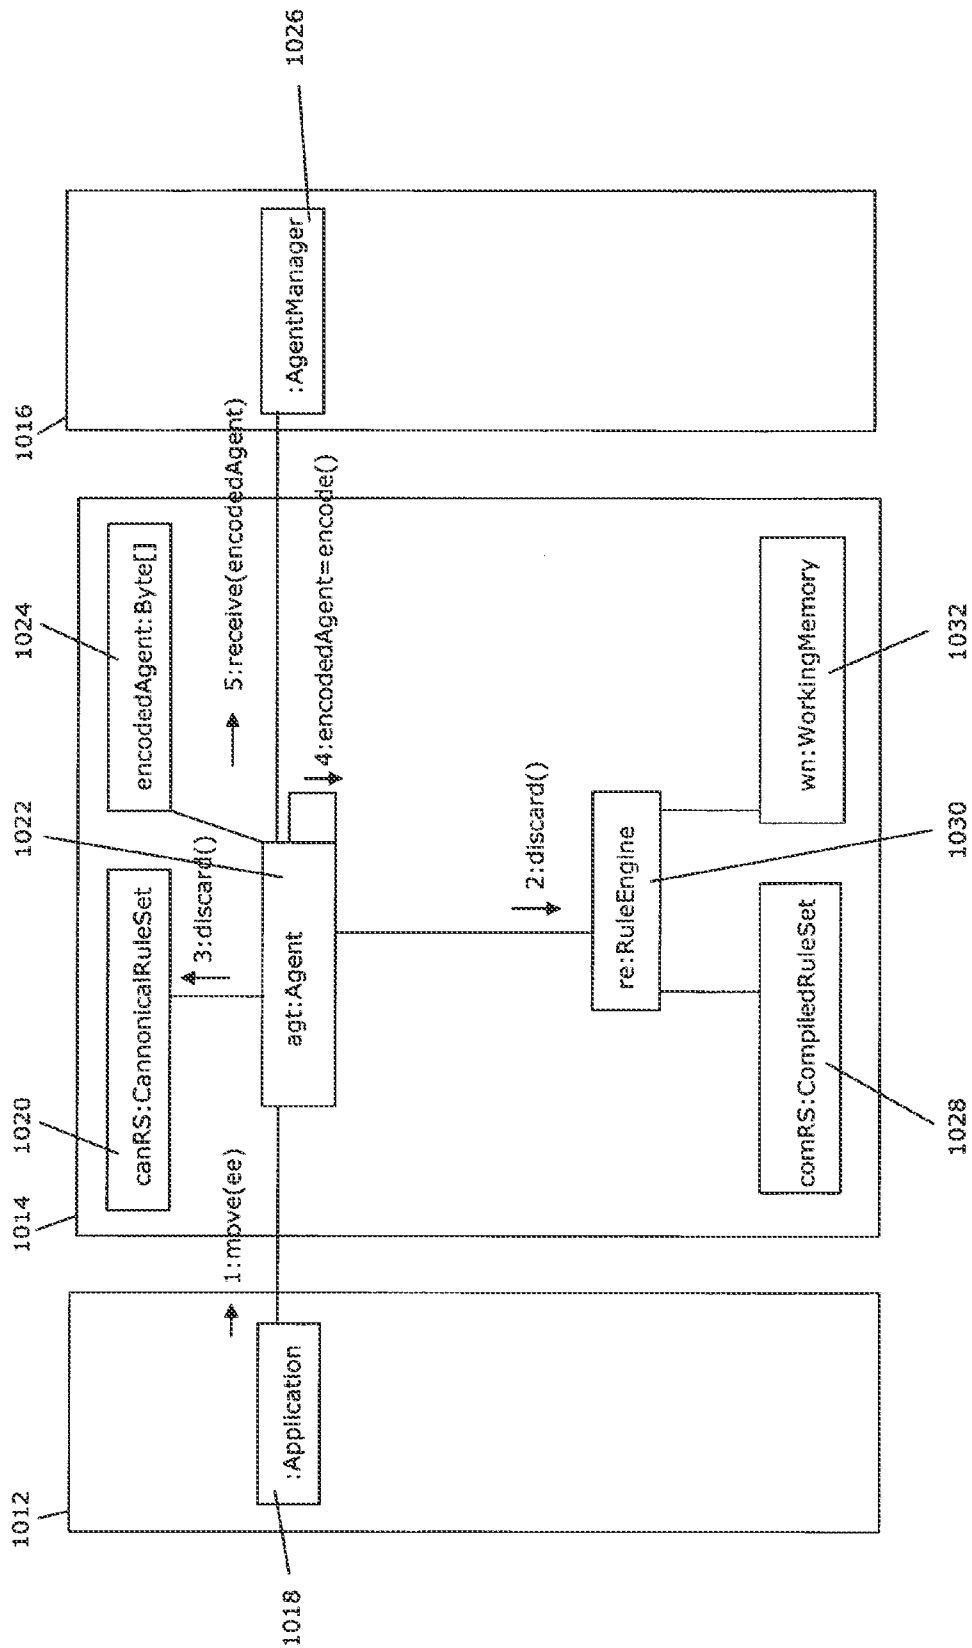 1012
1014
1020
1022
1024
1016
1026
canRS:CannonicalRuleSet
encodedAgent:Byte[]
3:discard()
1:move(ee)
5:receive(encodedAgent)
:Application
agt:Agent
:AgentManager
4:encodedAgent=encode()
1018
2:discard()
re:RuleEngine
comRS:CompiledRuleSet
wn:WorkingMemory
1028
1030
1032